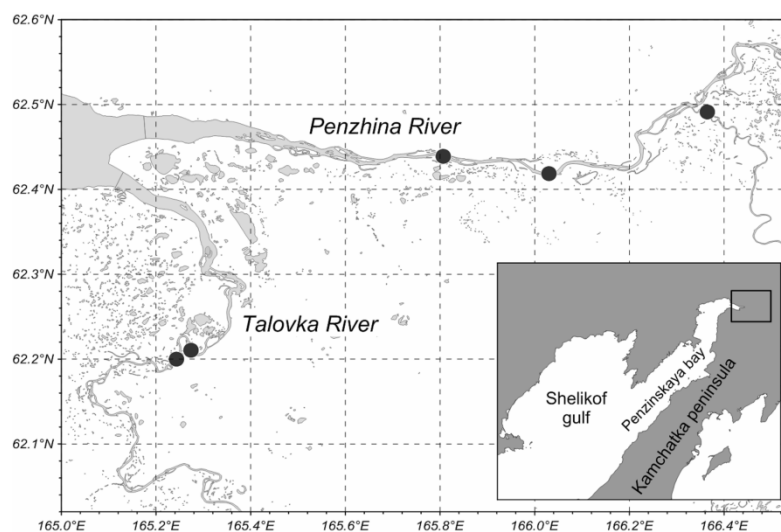 62.6°N
62.5°N
62.4°N
62.3°N
62.2°N
62.1°N
Penzhina River
Talovka River
Shelikof
gulf
Penzinskaya bay
Kamchatka peninsula
165.0°E 165.2°E 165.4°E 165.6°E 165.8°E 166.0°E 166.2°E 166.4°E